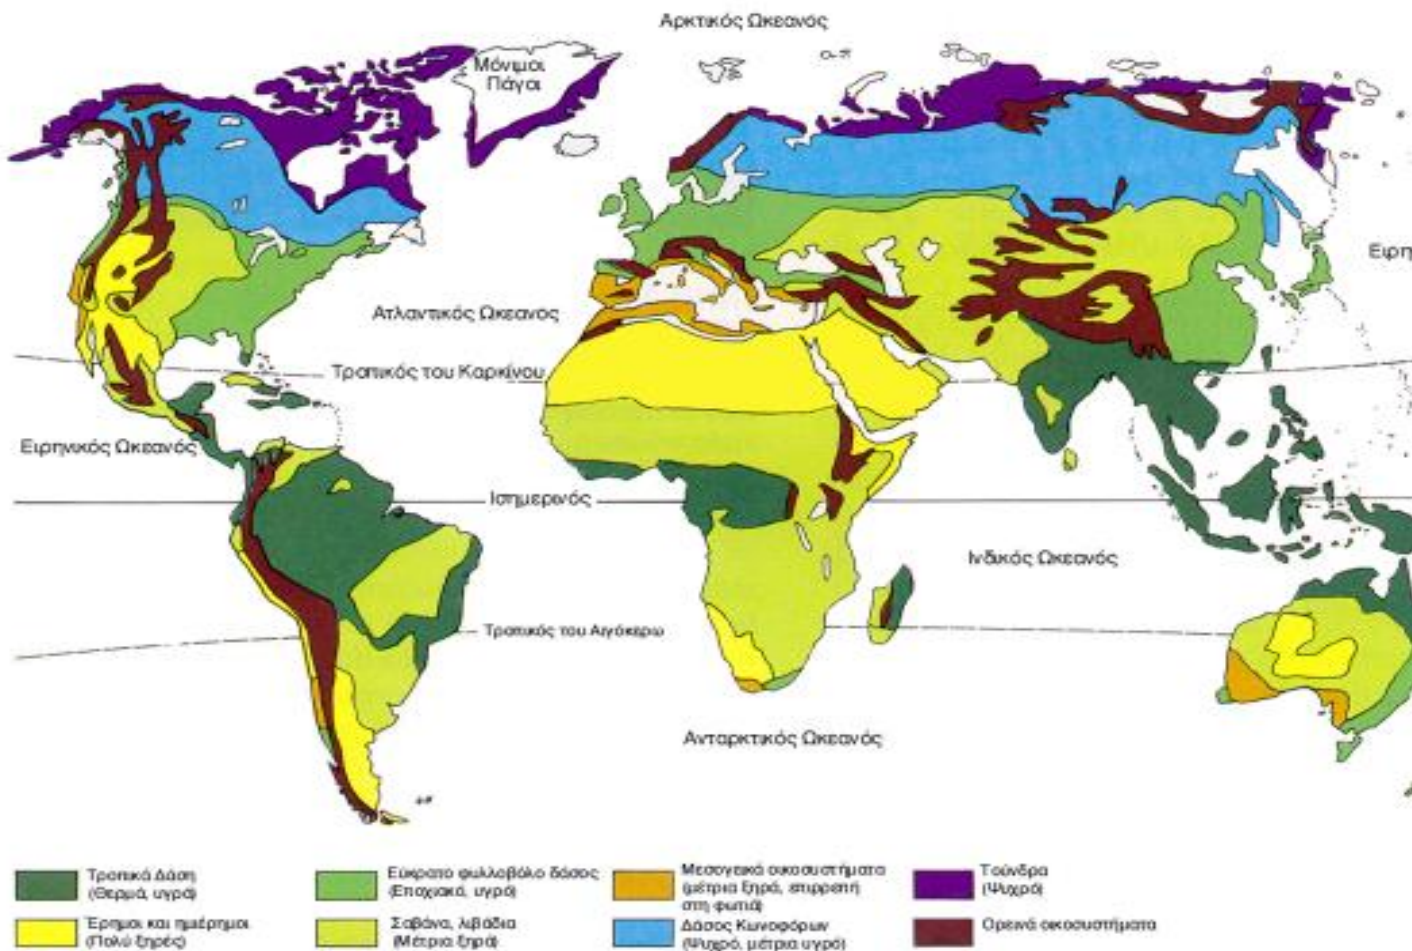 Αρκτικός Ωκεανός
Μόνιμοι
Πάγοι
Ειρη
Ατλαντικός Ωκεανός
Τροπικός του Καρκίνου
Ειρηνικός Ωκεανός
Ισημερινός
Ινδικός Ωκεανός
Τροπικός του Αιγόκερω
Ανταρκτικός Ωκεανός
Τροπικά Δάση
(Θερμά, υγρά)
Εύκρατο φυλλοβόλο δάσος
(Εποχιακά, υγρό)
Μεσογειακά οικοσυστήματα
(μέτρια ξηρά, επιρρεπή
στη φωτιά)
Τούνδρα
(Ψυχρό)
Έρημοι και ημιέρημοι
(Πολύ ξηρές)
Σαβάνα, λιβάδια
(Μέτρια ξηρά)
Δάσος Κωνοφόρων
(Ψυχρό, μέτρια υγρό)
Ορεινά οικοσυστήματα